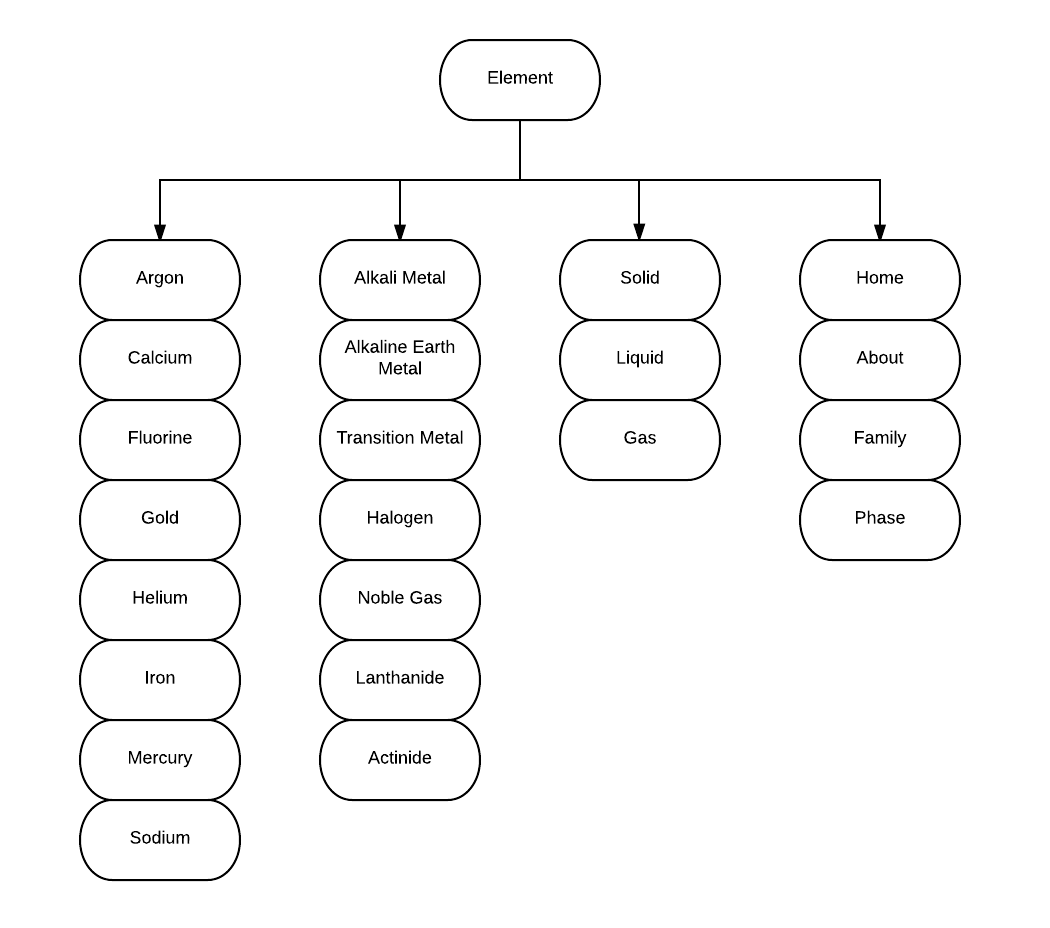 Element
Argon
Calcium
Fluorine
Gold
Helium
Iron
Mercury
Sodium
Alkali Metal
Alkaline Earth
Metal
Transition Metal
Halogen
Noble Gas
Lanthanide
Actinide
Solid
Liquid
Gas
Home
About
Family
Phase